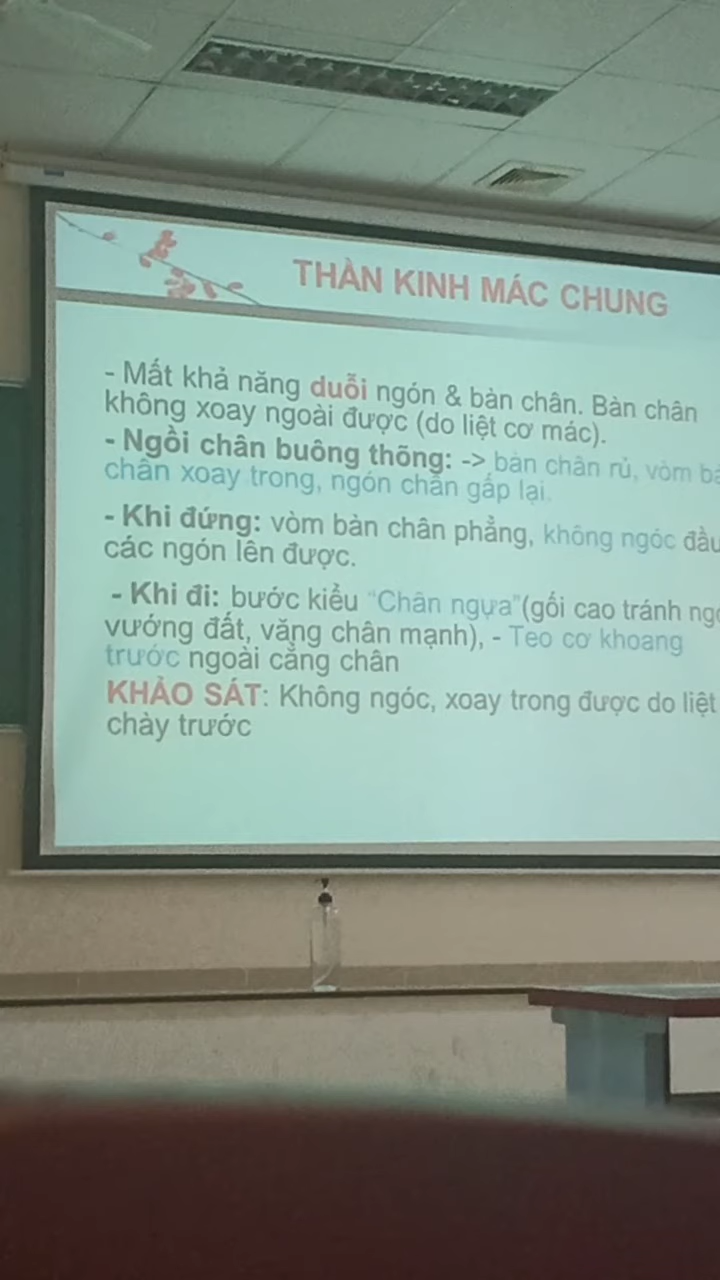 THẦN KINH MÁC CHUNG
- Mất khả năng duỗi ngón & bàn chân. Bàn chân
không xoay ngoài được (do liệt cơ mác).
- Ngồi chân buông thõng: -> bàn chân rủ, vòm
chân xoay trong, ngón chân gấp lại.
- Khi đứng: vòm bàn chân phẳng, không ngóc đầu
các ngón lên được.
- Khi đi: bước kiểu “Chân ngựa”(gối cao tránh
vướng đất, văng chân mạnh), - Teo cơ khoang
trước ngoài cẳng chân
KHẢO SÁT: Không ngóc, xoay trong được do liệt
chày trước